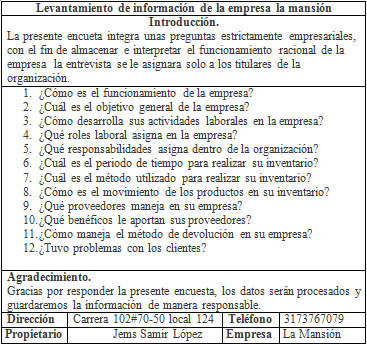 Levantamiento de información de la empresa la mansión
Introducción.
La presente encueta integra unas preguntas estrictamente empresariales,
con el fin de almacenar e interpretar el funcionamiento racional de la
empresa la entrevista se le asignara solo a los titulares de la
organización.
1. ¿Cómo es el funcionamiento de la empresa?
2. ¿Cuál es el objetivo general de la empresa?
3. ¿Cómo desarrolla sus actividades laborales en la empresa?
4. ¿Qué roles laboral asigna en la empresa?
5. ¿Qué responsabilidades asigna dentro de la organización?
6. ¿Cuál es el periodo de tiempo para realizar su inventario?
7. ¿Cuál es el método utilizado para realizar su inventario?
8. ¿Cómo es el movimiento de los productos en su inventario?
9. ¿Qué proveedores maneja en su empresa?
10. ¿Qué benéficos le aportan sus proveedores?
11. ¿Cómo maneja el método de devolución en su empresa?
12. ¿Tuvo problemas con los clientes?
Agradecimiento.
Gracias por responder la presente encuesta, los datos serán procesados y
guardaremos la información de manera responsable.
Dirección Carrera 102#70-50 local 124 Teléfono 3173767079
Propietario Jems Samir López Empresa La Mansión